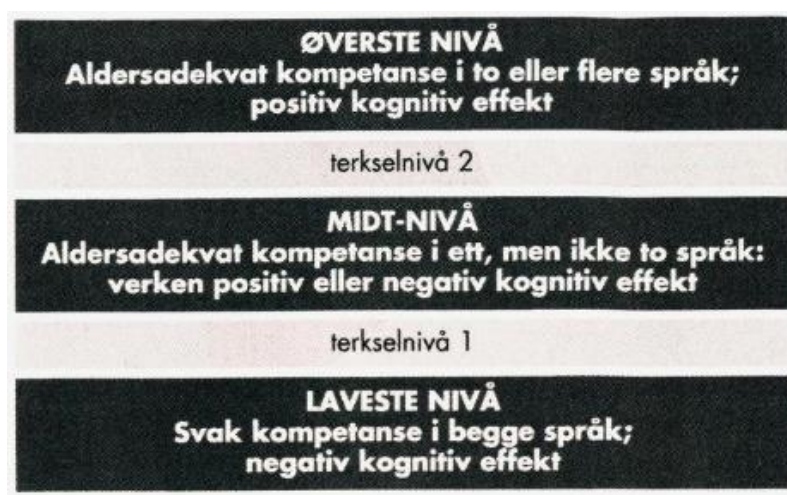 ØVERSTE NIVÅ
Aldersadekvat kompetanse i to eller flere språk;
positiv kognitiv effekt
terkselnivå 2
MIDT-NIVÅ
Aldersadekvat kompetanse i ett, men ikke to språk:
verken positiv eller negativ kognitiv effekt
terkselnivå 1
LAVESTE NIVÅ
Svak kompetanse i begge språk;
negativ kognitiv effekt